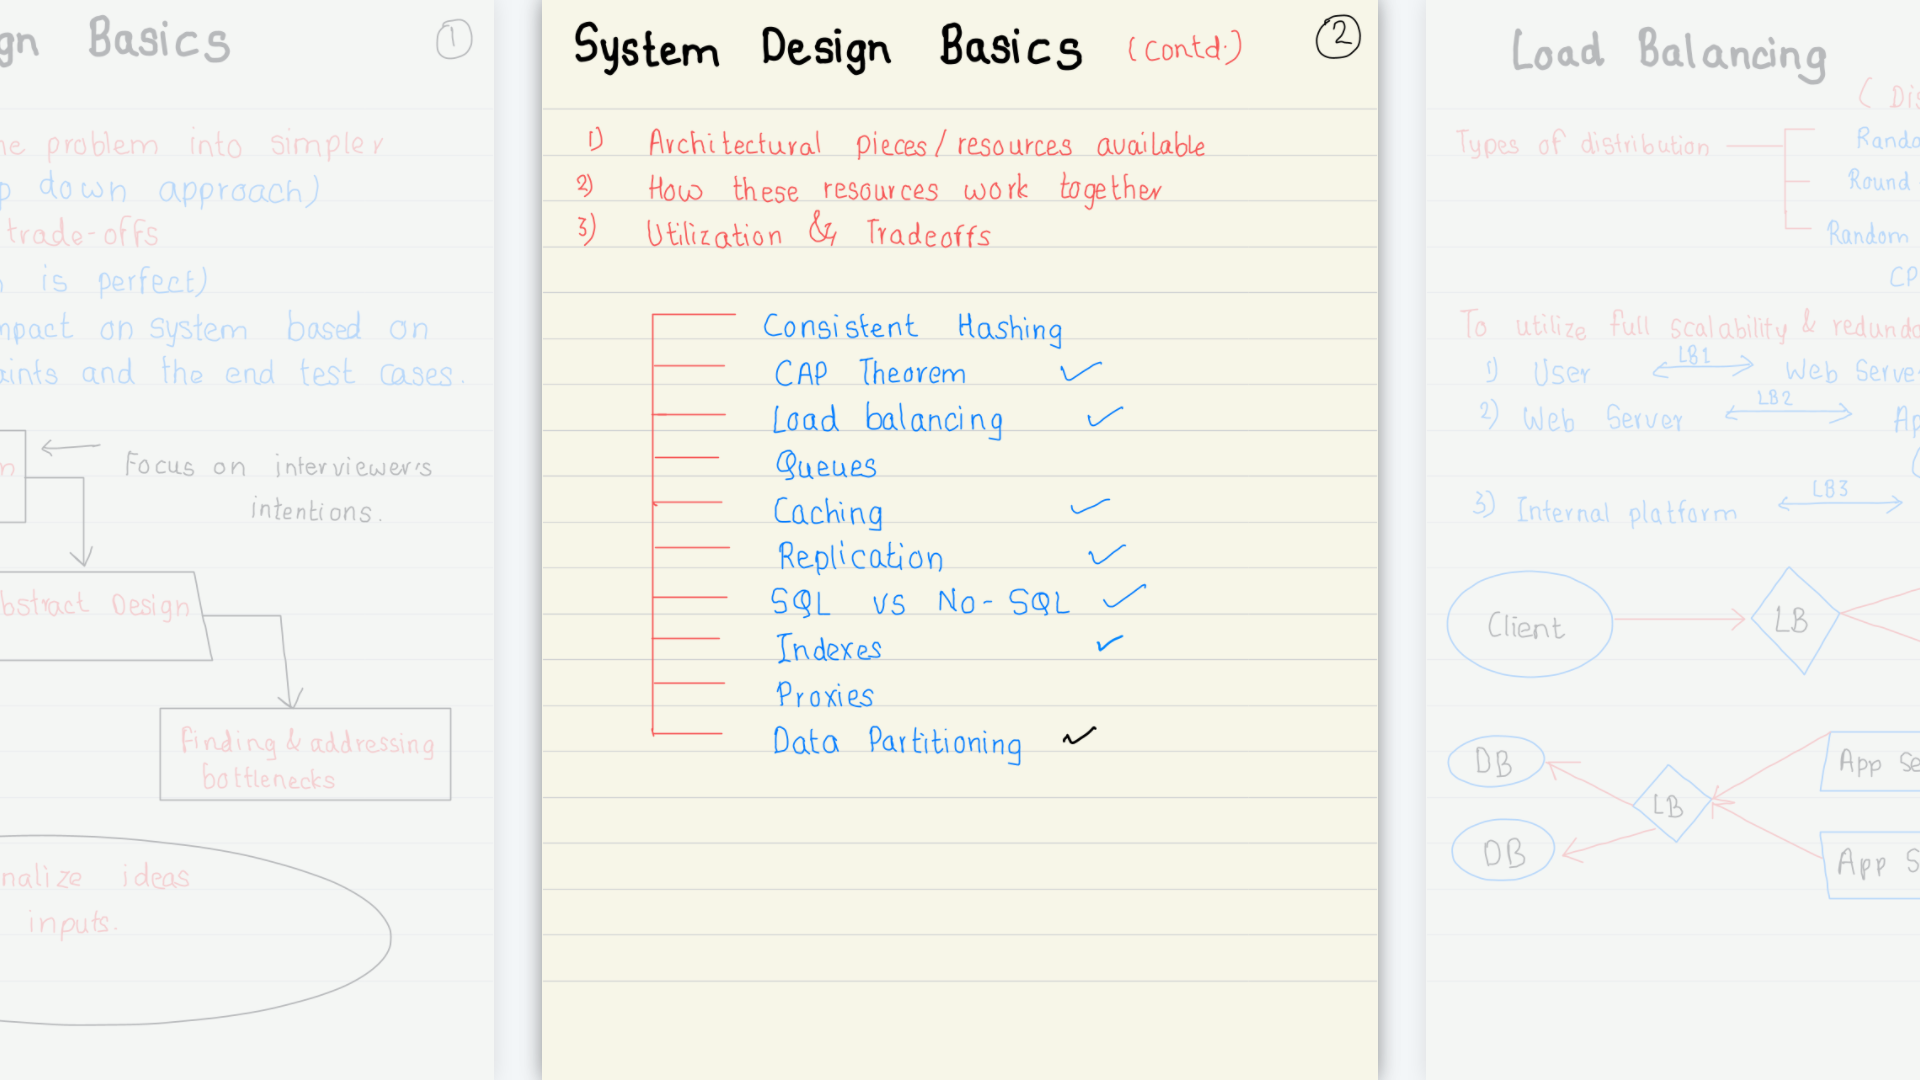 gn Basics 1
he problem into simpler
p down approach)
trade-offs
is perfect)
mpact on system based on
aints and the end test cases.
n
Focus on interviewer's
intentions.
bstract Design
Finding & addressing
bottlenecks
nalize ideas
inputs.
System Design Basics (Contd.) 2
1) Architectural pieces/resources available
2) How these resources work together
3) Utilization & Tradeoffs
Consistent Hashing
CAP Theorem ✓
Load balancing ✓
Queues
Caching ✓
Replication ✓
SQL vs No-SQL ✓
Indexes ✓
Proxies
Data Partitioning ✓
Load Balancing
( Dis
Types of distribution
Rando
Round
Random
CP
To utilize full scalability & redunda
1) User LB1 Web Serve
2) Web Server LB2 Ap
(
3) Internal platform LB3
Client
LB
DB
LB
App Se
DB
App S